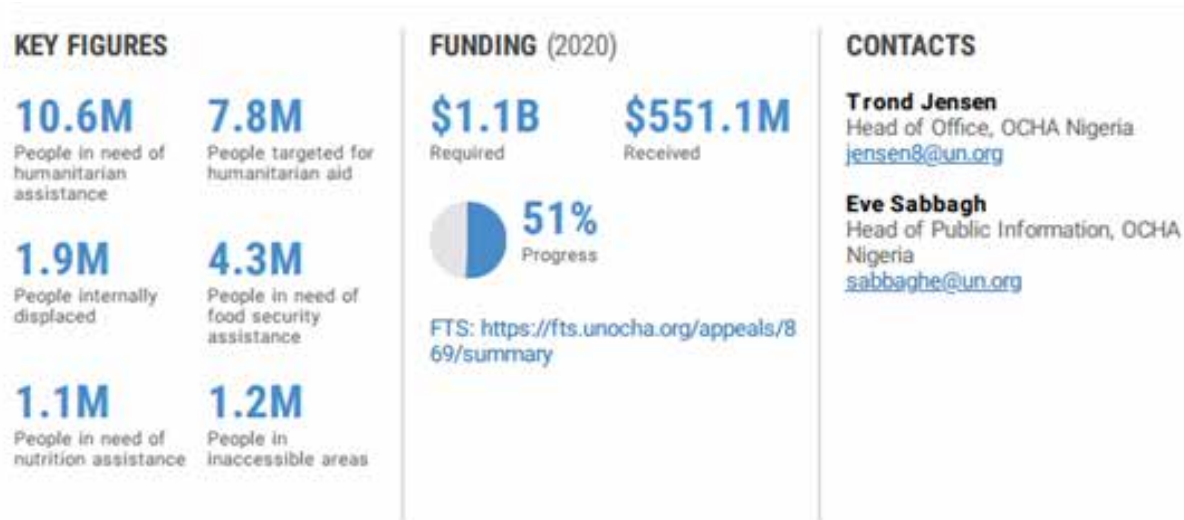 KEY FIGURES
10.6M
People in need of
humanitarian
assistance
7.8M
People targeted for
humanitarian aid
1.9M
People internally
displaced
4.3M
People in need of
food security
assistance
1.1M
People in need of
nutrition assistance
1.2M
People in
inaccessible areas
FUNDING (2020)
$1.1B
Required
$551.1M
Received
51%
Progress
FTS: https://fts.unocha.org/appeals/8
69/summary
CONTACTS
Trond Jensen
Head of Office, OCHA Nigeria
jensen8@un.org
Eve Sabbagh
Head of Public Information, OCHA
Nigeria
sabbaghe@un.org